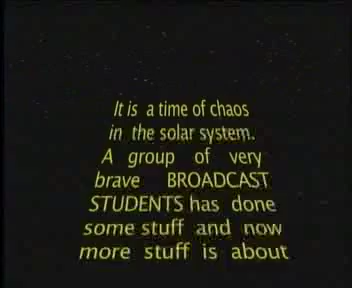 It is a time of chaos
in the solar system.
A group of very
brave BROADCAST
STUDENTS has done
some stuff and now
more stuff is about